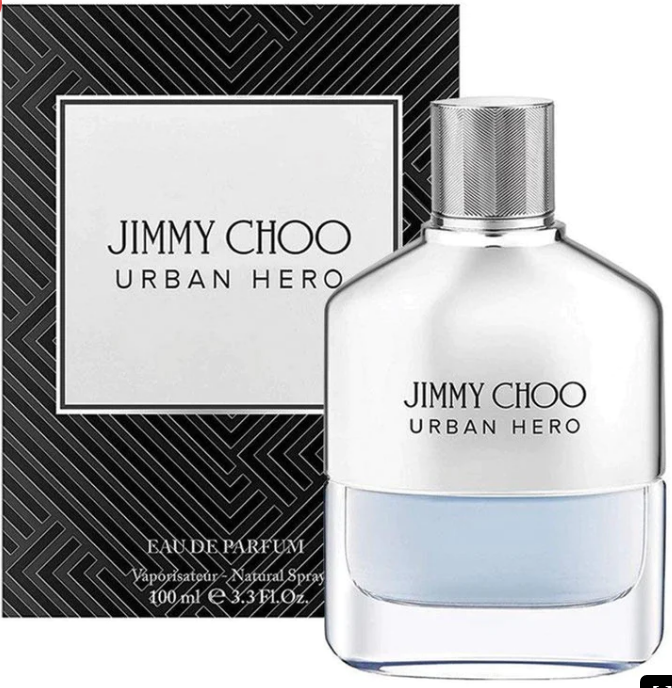 JIMMY CHOO
URBAN HERO
JIMMY CHOO
URBAN HERO
EAU DE PARFUM
Vaporisateur - Natural Spray
100 ml e 3.3 Fl.Oz.